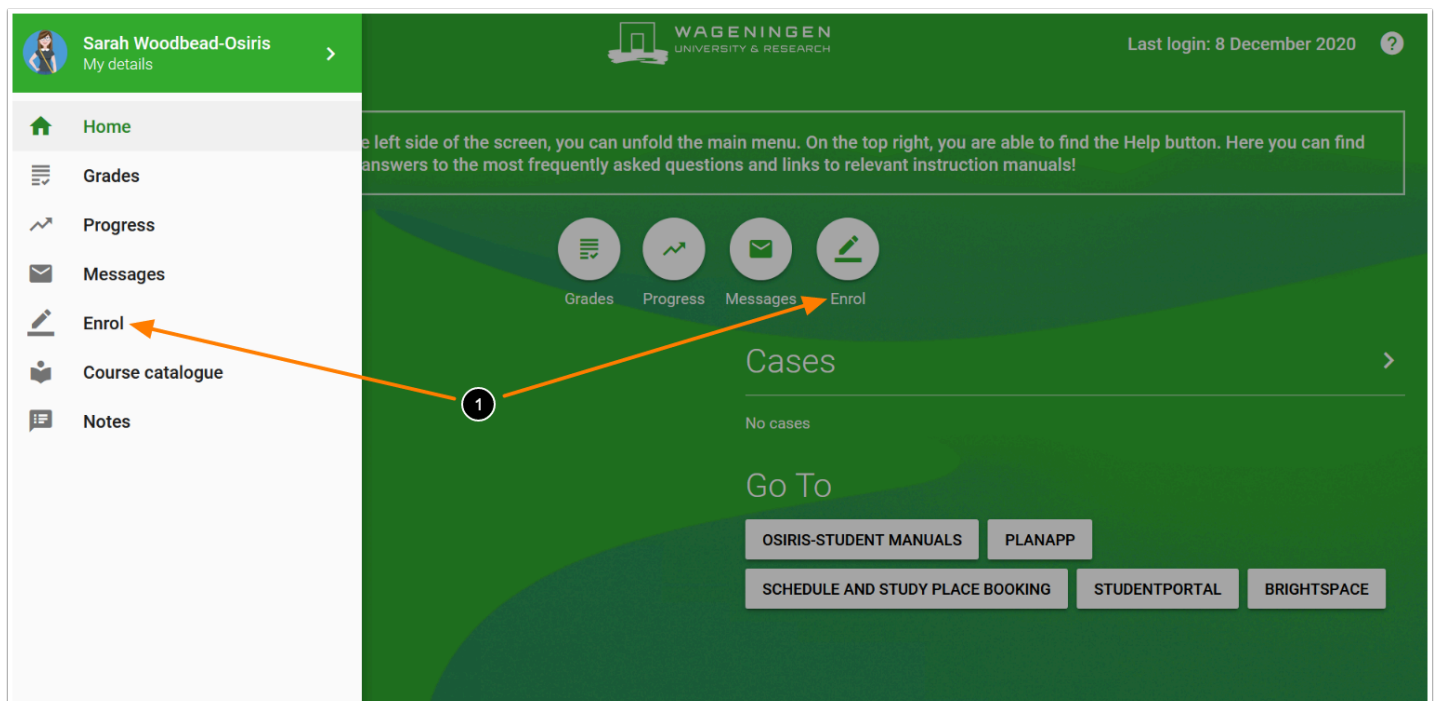 Sarah Woodbead-Osiris
My details
WAGENINGEN
UNIVERSITY & RESEARCH
Last login: 8 December 2020
?
Home
Grades
Progress
Messages
Enrol
Course catalogue
Notes
left side of the screen, you can unfold the main menu. On the top right, you are able to find the Help button. Here you can find
answers to the most frequently asked questions and links to relevant instruction manuals!
Grades
Progress
Messages
Enrol
1
Cases
No cases
Go To
OSIRIS-STUDENT MANUALS
PLANAPP
SCHEDULE AND STUDY PLACE BOOKING
STUDENTPORTAL
BRIGHTSPACE